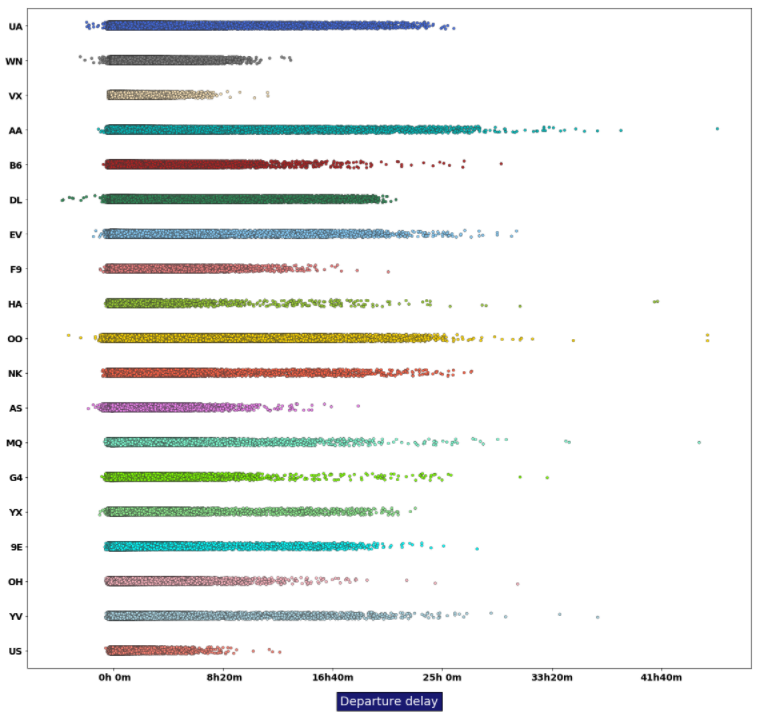 UA
WN
VX
AA
B6
DL
EV
F9
HA
OO
NK
AS
MQ
G4
YX
9E
OH
YV
US
0h 0m 8h20m 16h40m 25h 0m 33h20m 41h40m
Departure delay